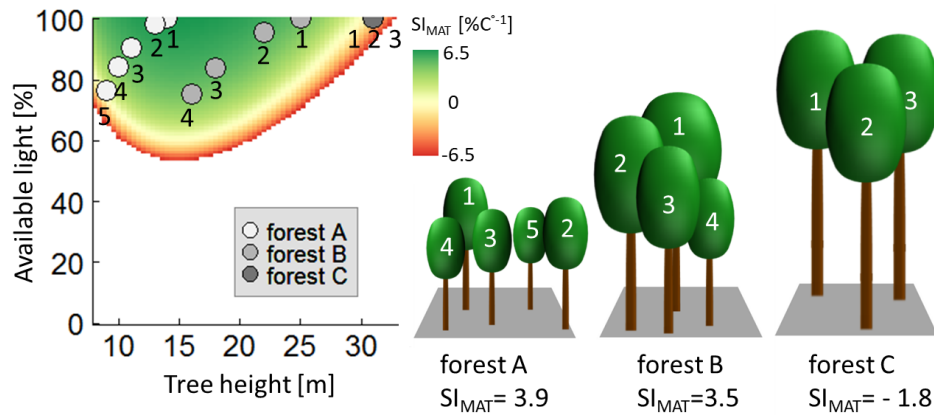 SI_MAT [%C°⁻¹]
6.5
0
-6.5
Available light [%]
100
80
60
40
20
0
1
2
3
4
5
1
2
3
4
1 2 3
forest A
forest B
forest C
10 15 20 25 30
Tree height [m]
1
2
3
4
5
1
2
3
4
1
2
3
forest A
SI_MAT= 3.9
forest B
SI_MAT=3.5
forest C
SI_MAT= - 1.8